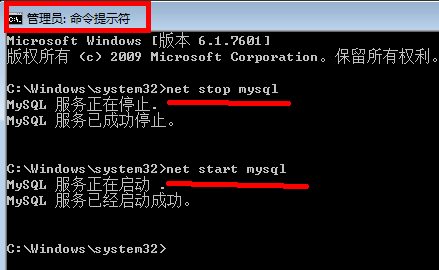 管理员: 命令提示符
Microsoft Windows [版本 6.1.7601]
版权所有 (c) 2009 Microsoft Corporation。保留所有权利。
C:\Windows\system32>net stop mysql
MySQL 服务正在停止.
MySQL 服务已成功停止。
C:\Windows\system32>net start mysql
MySQL 服务正在启动 .
MySQL 服务已经启动成功。
C:\Windows\system32>